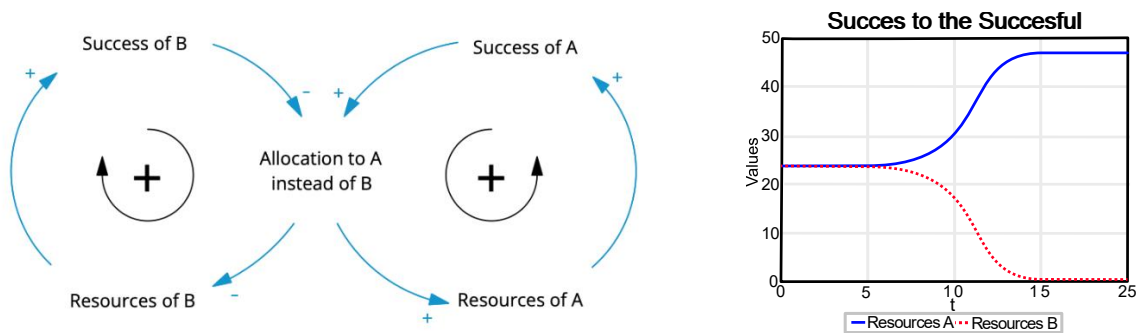 Success of B
Success of A
+
-
+
+
Allocation to A
instead of B
+
+
Resources of B
-
+
Resources of A
Succes to the Succesful
50
40
30
20
10
0
Values
0
5
10
15
20
25
t
Resources A
Resources B